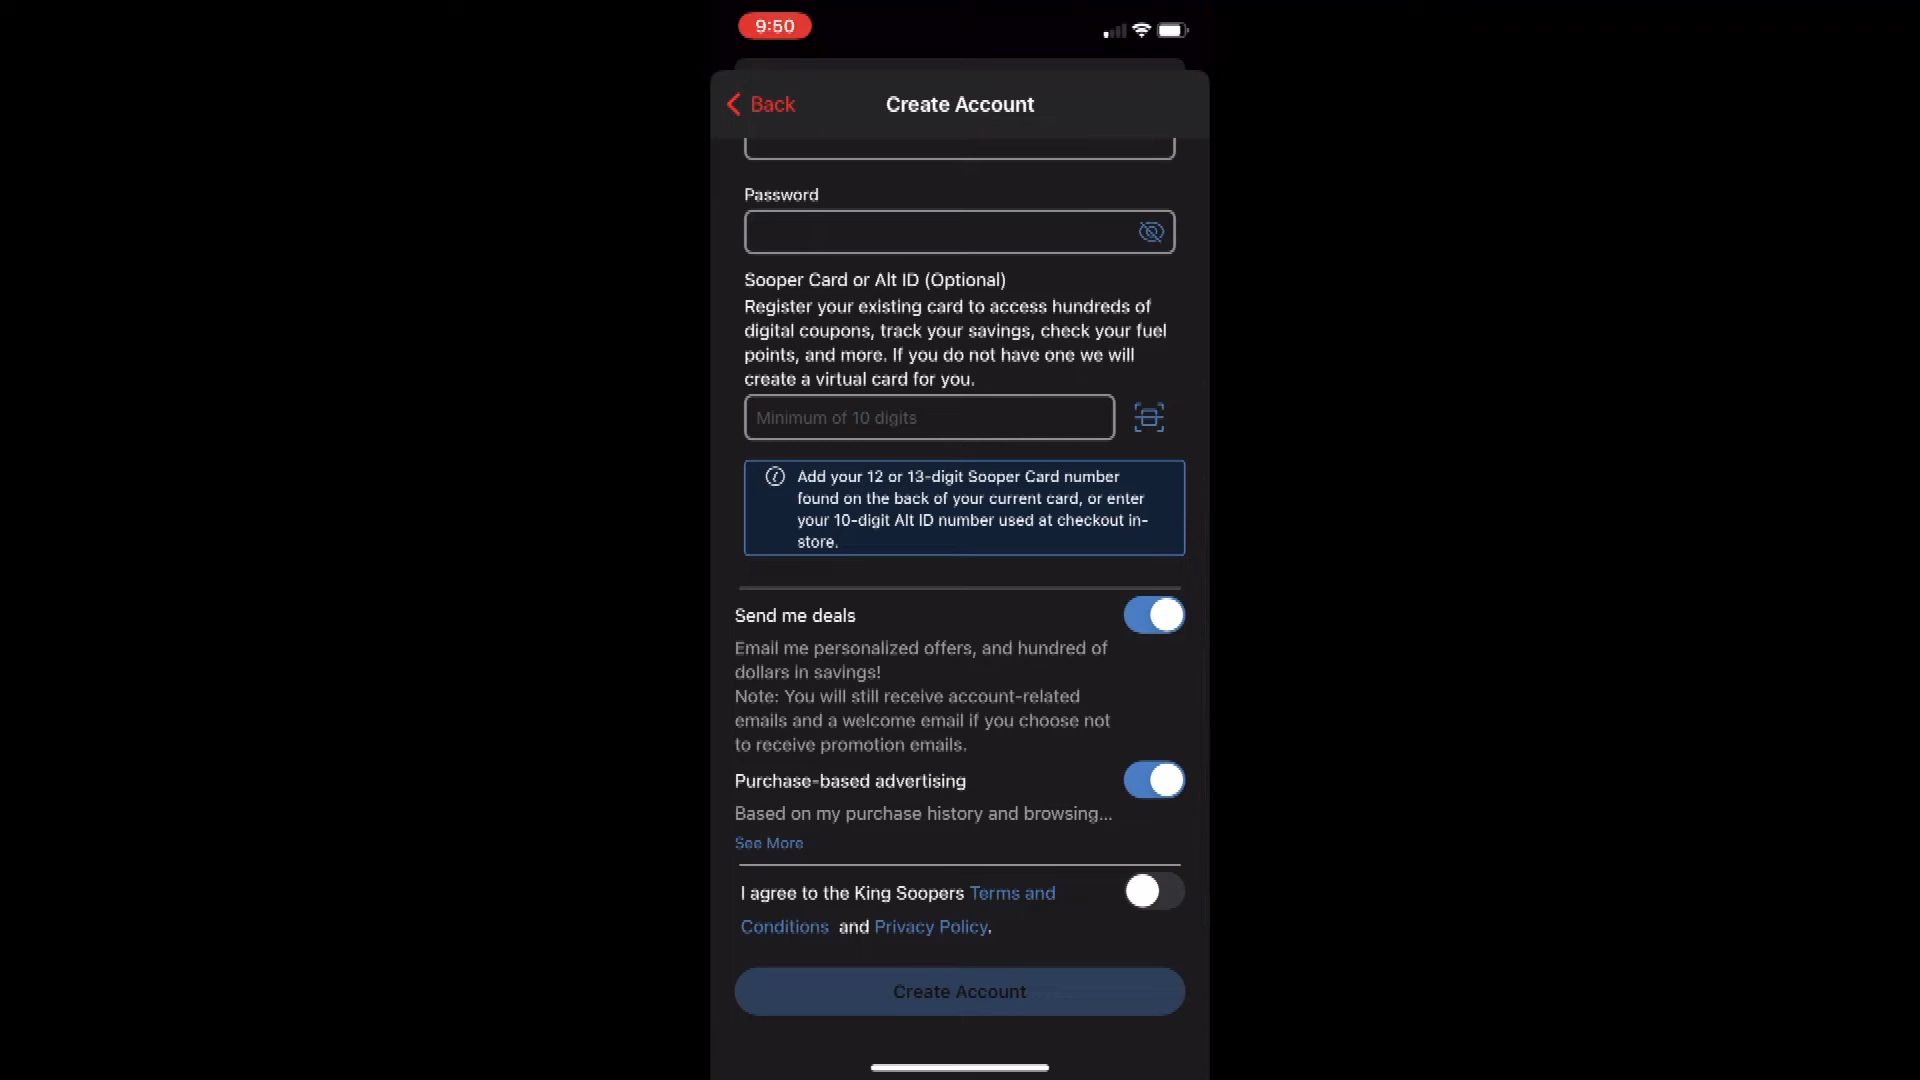 9:50
Back
Create Account
Password
Sooper Card or Alt ID (Optional)
Register your existing card to access hundreds of
digital coupons, track your savings, check your fuel
points, and more. If you do not have one we will
create a virtual card for you.
Minimum of 10 digits
Add your 12 or 13-digit Sooper Card number
found on the back of your current card, or enter
your 10-digit Alt ID number used at checkout in-
store.
Send me deals
Email me personalized offers, and hundred of
dollars in savings!
Note: You will still receive account-related
emails and a welcome email if you choose not
to receive promotion emails.
Purchase-based advertising
Based on my purchase history and browsing...
See More
I agree to the King Soopers Terms and
Conditions and Privacy Policy.
Create Account